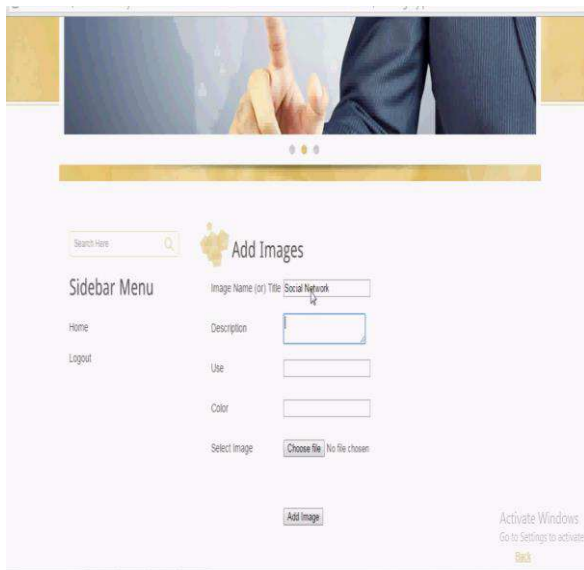 Search Here
Add Images
Sidebar Menu
Image Name (or) Title Social Network
Home
Description
Logout
Use
Color
Select Image Choose file No file chosen
Add Image
Activate Windows
Go to Settings to activate
Back